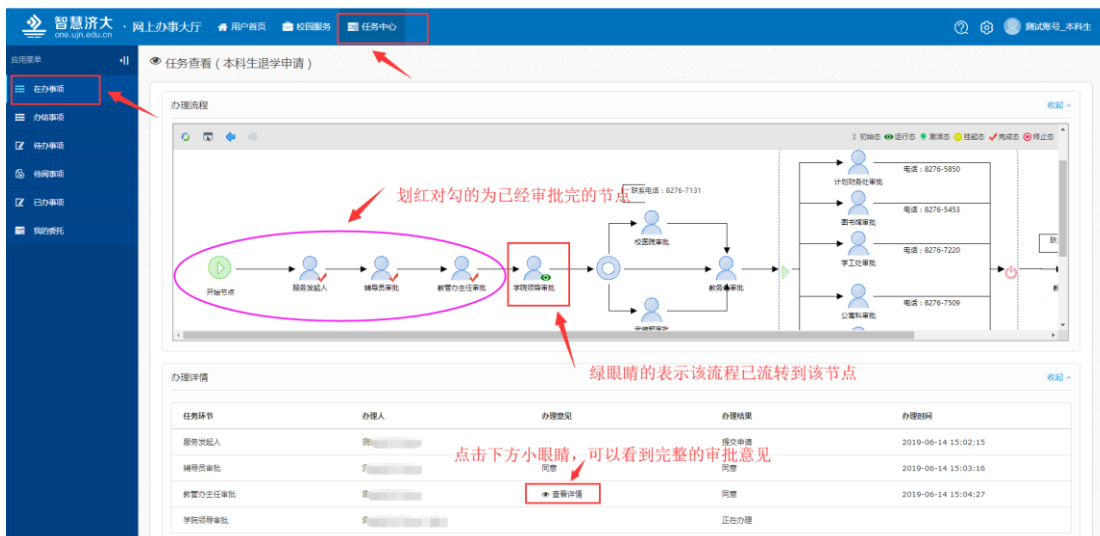 智慧济大 · 网上办事大厅 用户首页 校园服务 任务中心 测试账号_本科生
one.ujn.edu.cn
应用菜单
在办事项
办结事项
待办事项
待阅事项
已办事项
我的委托
任务查看（本科生退学申请）
办理流程 收起
初始态 运行态 激活态 挂起态 完成态 终止态
划红对勾的为已经审批完的节点
联系电话：8276-7131
校医院审批
开始节点 服务发起人 辅导员审批 教管办主任审批 学院领导审批
计划财务处审批 电话：8276-5850
图书馆审批 电话：8276-5453
学工处审批 电话：8276-7220
公寓科审批 电话：8276-7509
绿眼睛的表示该流程已流转到该节点
办理详情 收起
任务环节 办理人 办理意见 办理结果 办理时间
服务发起人 提交申请 2019-06-14 15:02:15
点击下方小眼睛，可以看到完整的审批意见
辅导员审批 同意 同意 2019-06-14 15:03:16
教管办主任审批 查看详情 同意 2019-06-14 15:04:27
学院领导审批 正在办理